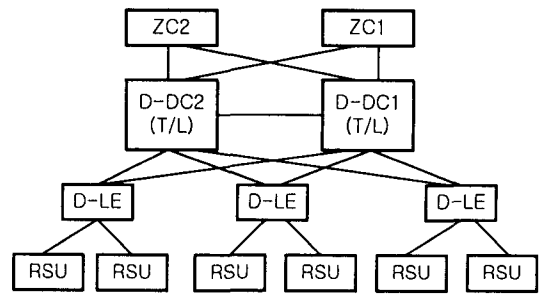 ZC2 ZC1
D-DC2 D-DC1
(T/L) (T/L)
D-LE D-LE D-LE
RSU RSU RSU RSU RSU RSU